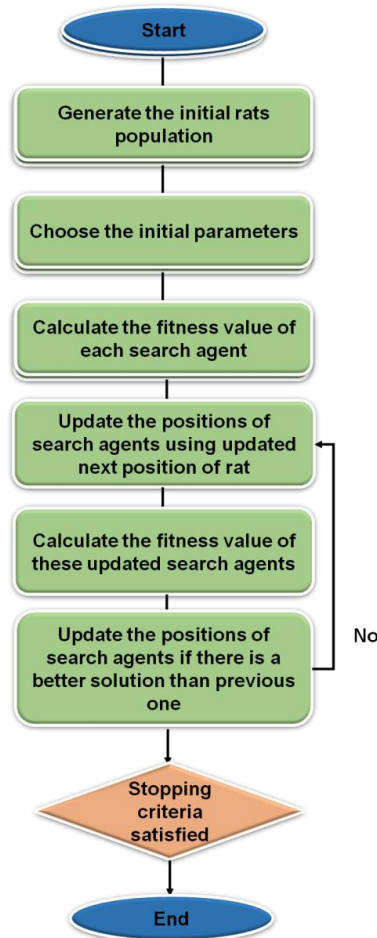 Start
Generate the initial rats
population
Choose the initial parameters
Calculate the fitness value of
each search agent
Update the positions of
search agents using updated
next position of rat
Calculate the fitness value of
these updated search agents
Update the positions of
search agents if there is a
better solution than previous
one
No
Stopping
criteria
satisfied
End